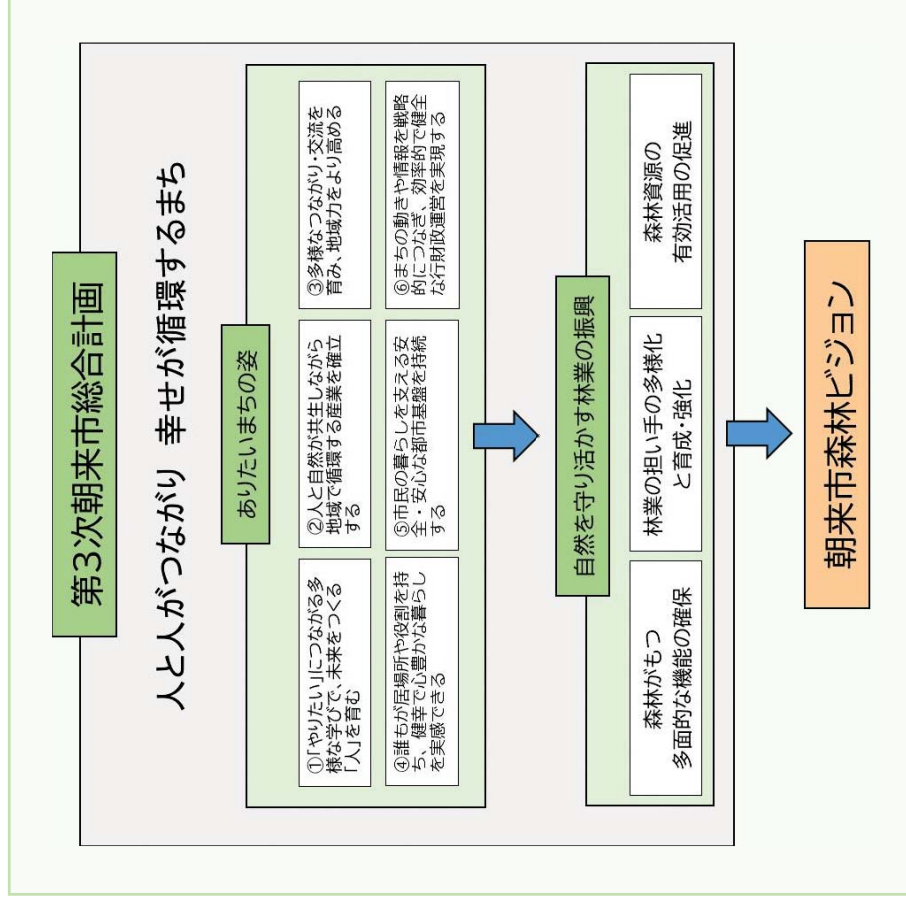 第3次朝来市総合計画
人と人がつながり 幸せが循環するまち
ありたいまちの姿
①「やりたい」につながる多
様な学びで、未来をつくる
「人」を育む
②人と自然が共生しながら
地域で循環する産業を確立
する
③多様なつながり・交流を
育み、地域力をより高める
④誰もが居場所や役割を持
ち、健幸で心豊かな暮らし
を実感できる
⑤市民の暮らしを支える安
全・安心な都市基盤を持続
する
⑥まちの動きや情報を戦略
的につなぎ、効率的で健全
な行財政運営を実現する
自然を守り活かす林業の振興
森林がもつ
多面的な機能の確保
林業の担い手の多様化
と育成・強化
森林資源の
有効活用の促進
朝来市森林ビジョン